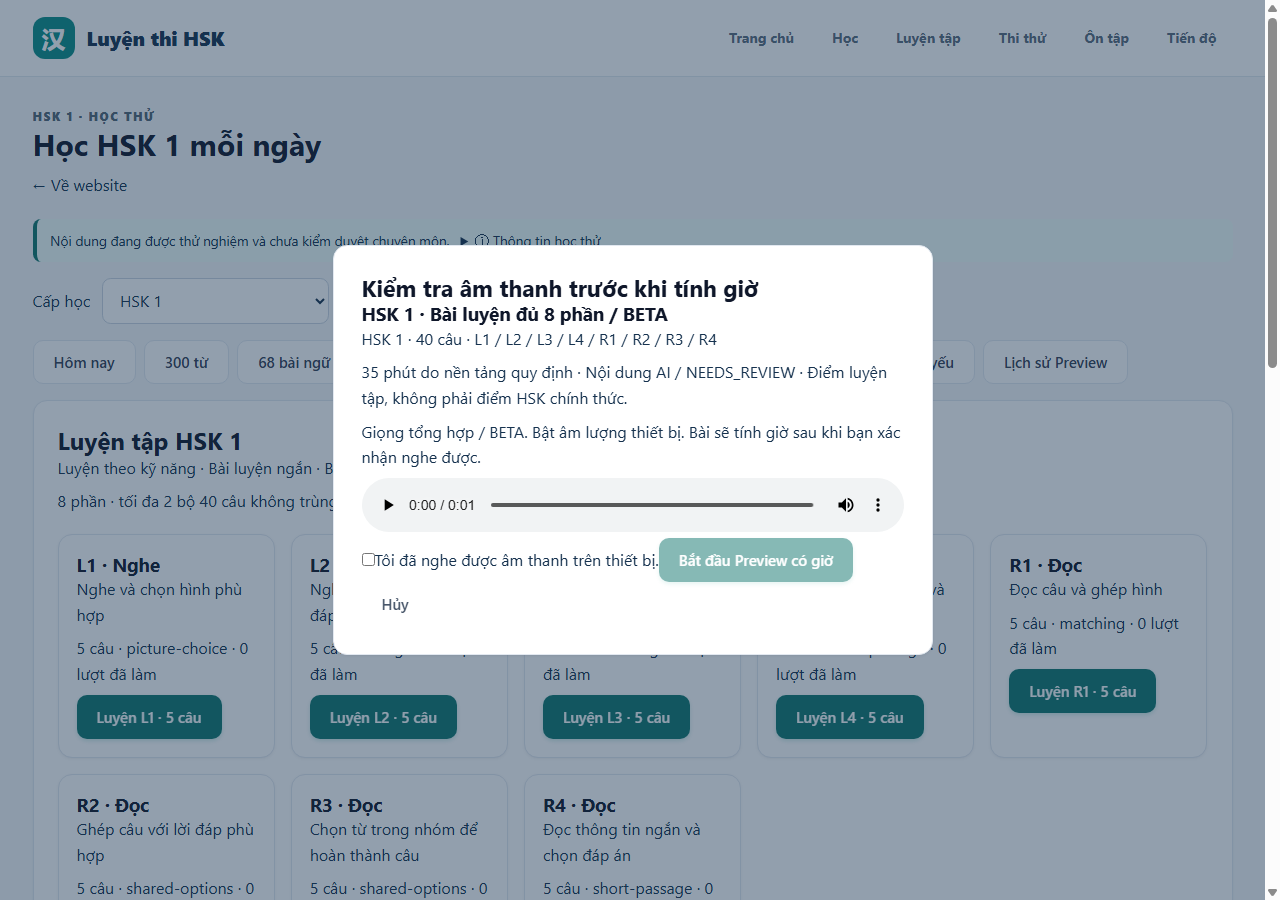 汉 Luyện thi HSK
Trang chủ Học Luyện tập Thi thử Ôn tập Tiến độ
HSK 1 · HỌC THỬ
Học HSK 1 mỗi ngày
← Về website
Nội dung đang được thử nghiệm và chưa kiểm duyệt chuyên môn. ▶ ⓘ Thông tin học thử
Cấp học HSK 1
Hôm nay 300 từ 68 bài ngữ yếu Lịch sử Preview
Kiểm tra âm thanh trước khi tính giờ
HSK 1 · Bài luyện đủ 8 phần / BETA
HSK 1 · 40 câu · L1 / L2 / L3 / L4 / R1 / R2 / R3 / R4
35 phút do nền tảng quy định · Nội dung AI / NEEDS_REVIEW · Điểm luyện
tập, không phải điểm HSK chính thức.
Giọng tổng hợp / BETA. Bật âm lượng thiết bị. Bài sẽ tính giờ sau khi bạn xác
nhận nghe được.
0:00 / 0:01
Tôi đã nghe được âm thanh trên thiết bị. Bắt đầu Preview có giờ
Hủy
Luyện tập HSK 1
Luyện theo kỹ năng · Bài luyện ngắn ·
8 phần · tối đa 2 bộ 40 câu không trùng
L1 · Nghe
Nghe và chọn hình phù
hợp
5 câu · picture-choice · 0
lượt đã làm
Luyện L1 · 5 câu
L2
5 câu
đã làm
Luyện L2 · 5 câu
đã làm
Luyện L3 · 5 câu
và
· 0
lượt đã làm
Luyện L4 · 5 câu
R1 · Đọc
Đọc câu và ghép hình
5 câu · matching · 0 lượt
đã làm
Luyện R1 · 5 câu
R2 · Đọc
Ghép câu với lời đáp phù
hợp
5 câu · shared-options · 0
R3 · Đọc
Chọn từ trong nhóm để
hoàn thành câu
5 câu · shared-options · 0
R4 · Đọc
Đọc thông tin ngắn và
chọn đáp án
5 câu · short-passage · 0